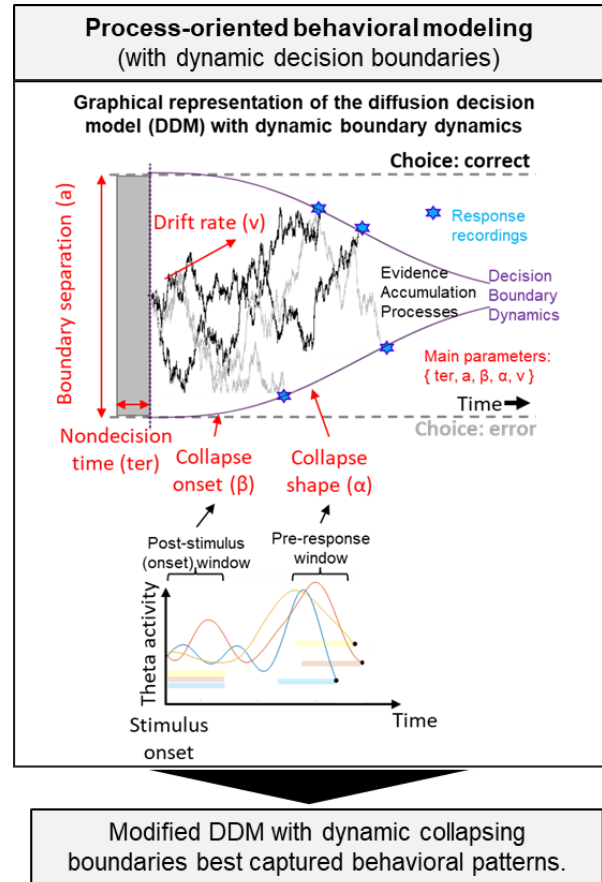 Process-oriented behavioral modeling
(with dynamic decision boundaries)
Graphical representation of the diffusion decision
model (DDM) with dynamic boundary dynamics
Choice: correct
Boundary separation (a)
Drift rate (v)
Response
recordings
Evidence
Accumulation
Processes
Decision
Boundary
Dynamics
Main parameters:
{ ter, a, β, α, v }
Time
Choice: error
Nondecision
time (ter)
Collapse
onset (β)
Collapse
shape (α)
Post-stimulus
(onset) window
Pre-response
window
Theta activity
Stimulus
onset
Time
Modified DDM with dynamic collapsing
boundaries best captured behavioral patterns.